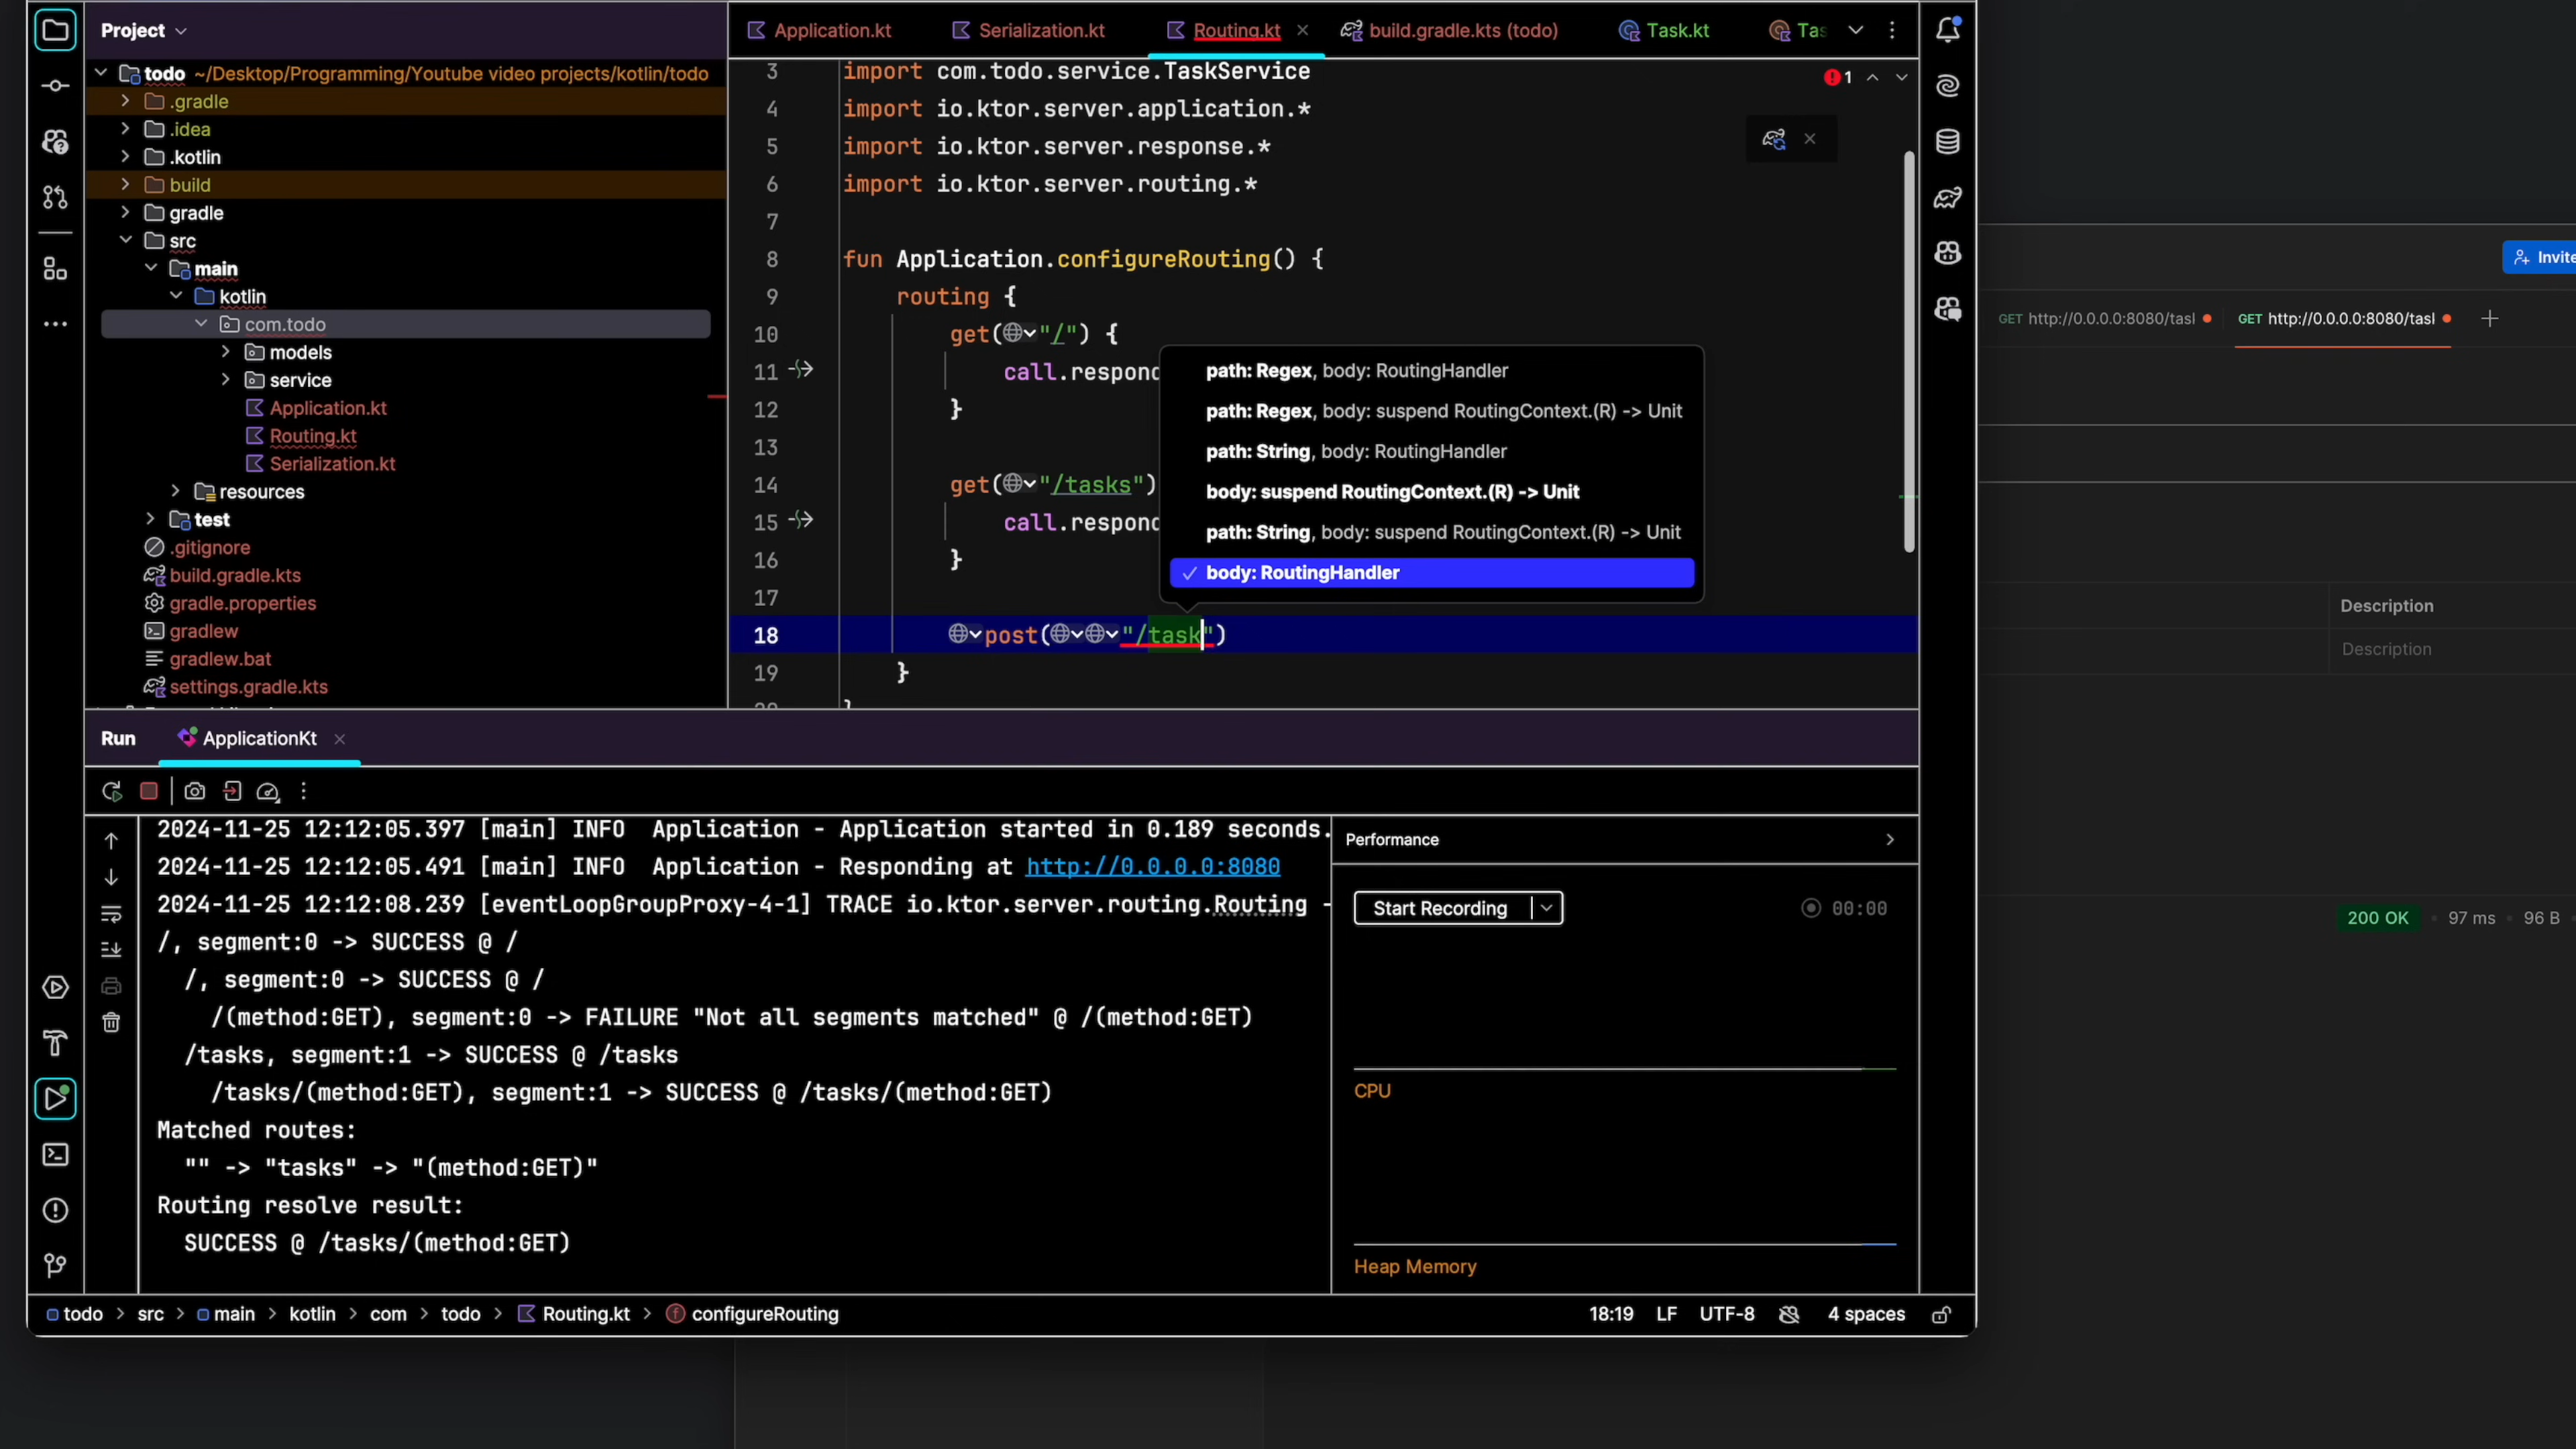 Project
Application.kt
Serialization.kt
Routing.kt
build.gradle.kts (todo)
Task.kt
Tas
todo ~/Desktop/Programming/Youtube video projects/kotlin/todo
.gradle
.idea
.kotlin
build
gradle
src
main
kotlin
com.todo
models
service
Application.kt
Routing.kt
Serialization.kt
resources
test
.gitignore
build.gradle.kts
gradle.properties
gradlew
gradlew.bat
settings.gradle.kts
3 import com.todo.service.TaskService
1
4 import io.ktor.server.application.*
5 import io.ktor.server.response.*
6 import io.ktor.server.routing.*
7
8 fun Application.configureRouting() {
9 routing {
10 get("/") {
11 call.respond
12 }
13
14 get("/tasks")
15 call.respond
16 }
17
18 post("/task")
19 }
}
path: Regex, body: RoutingHandler
path: Regex, body: suspend RoutingContext.(R) -> Unit
path: String, body: RoutingHandler
body: suspend RoutingContext.(R) -> Unit
path: String, body: suspend RoutingContext.(R) -> Unit
body: RoutingHandler
Run
ApplicationKt
2024-11-25 12:12:05.397 [main] INFO Application - Application started in 0.189 seconds.
2024-11-25 12:12:05.491 [main] INFO Application - Responding at http://0.0.0.0:8080
2024-11-25 12:12:08.239 [eventLoopGroupProxy-4-1] TRACE io.ktor.server.routing.Routing -
/, segment:0 -> SUCCESS @ /
/, segment:0 -> SUCCESS @ /
/(method:GET), segment:0 -> FAILURE "Not all segments matched" @ /(method:GET)
/tasks, segment:1 -> SUCCESS @ /tasks
/tasks/(method:GET), segment:1 -> SUCCESS @ /tasks/(method:GET)
Matched routes:
"" -> "tasks" -> "(method:GET)"
Routing resolve result:
SUCCESS @ /tasks/(method:GET)
Performance
Start Recording
00:00
CPU
Heap Memory
todo > src > main > kotlin > com > todo > Routing.kt > configureRouting
18:19 LF UTF-8 4 spaces
Invite
GET http://0.0.0.0:8080/tasl
GET http://0.0.0.0:8080/tasl
Description
Description
200 OK • 97 ms • 96 B